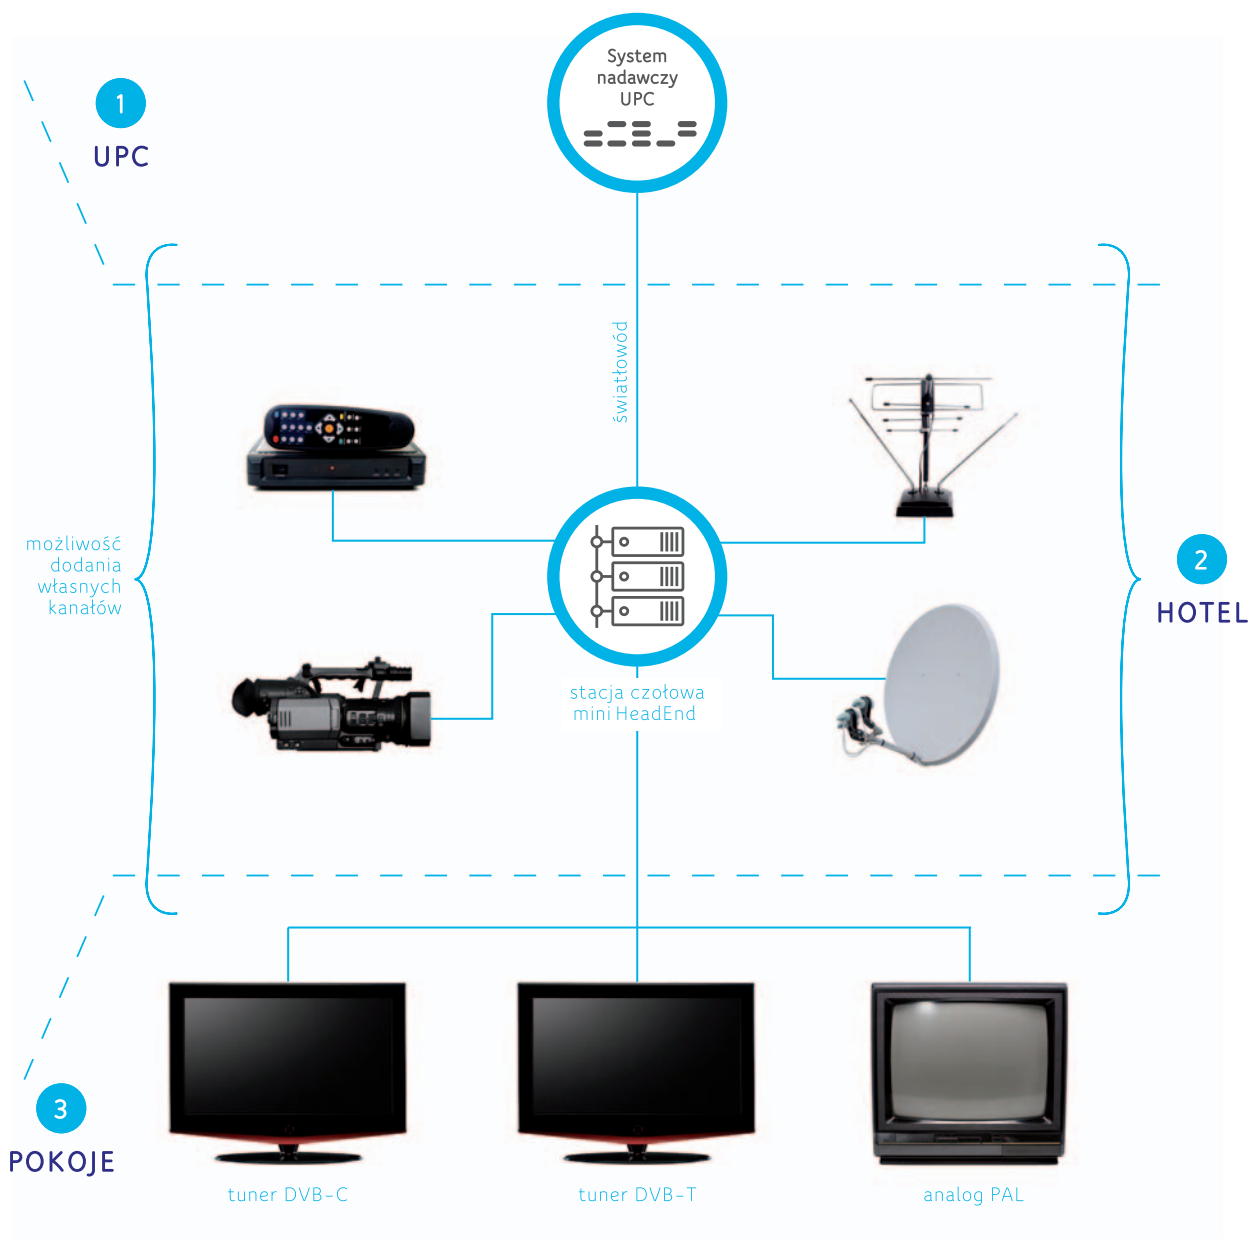 System
nadawczy
UPC
1
UPC
światłowód
możliwość
dodania
własnych
kanałów
2
HOTEL
stacja czołowa
mini HeadEnd
3
POKOJE
tuner DVB-C
tuner DVB-T
analog PAL